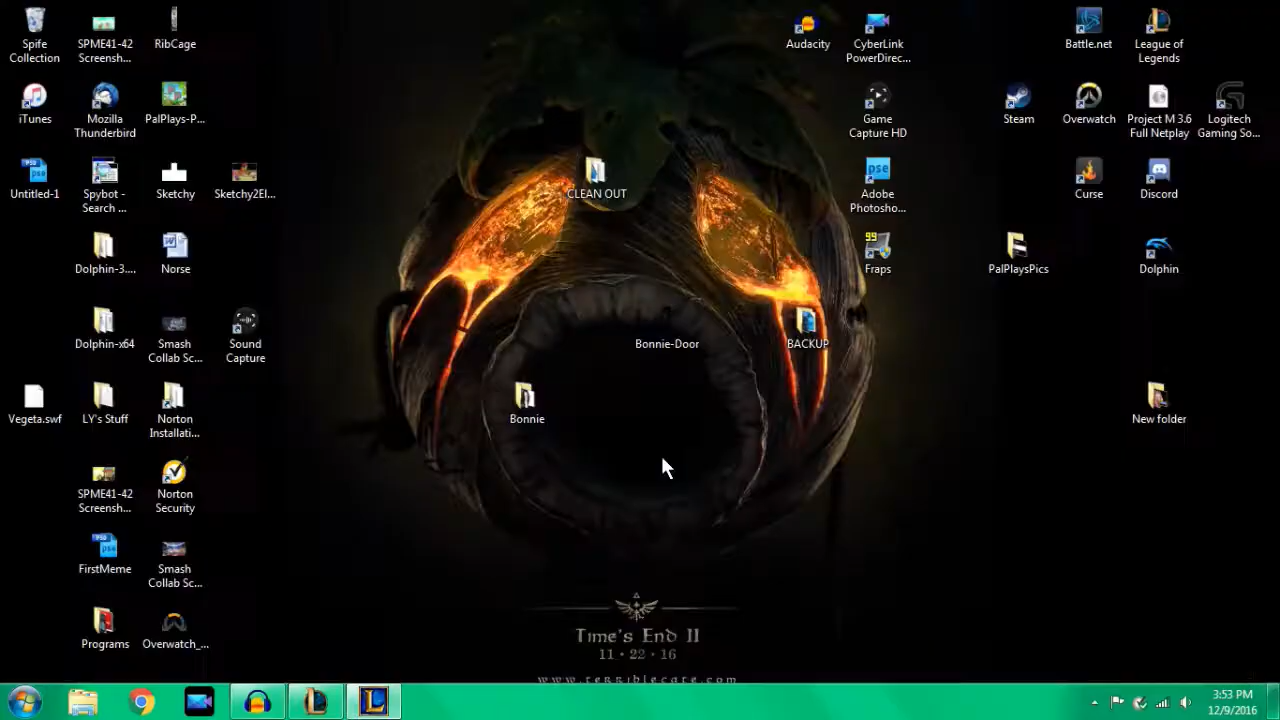 Spife
Collection
SPME41-42
Screensh...
RibCage
Audacity
CyberLink
PowerDirec...
Battle.net
League of
Legends
iTunes
Mozilla
Thunderbird
PalPlays-P...
Game
Capture HD
Steam
Overwatch
Project M 3.6
Full Netplay
Logitech
Gaming So...
Untitled-1
Spybot -
Search ...
Sketchy
Sketchy2El...
CLEAN OUT
Adobe
Photosho...
Curse
Discord
Dolphin-3....
Norse
99
Fraps
PalPlaysPics
Dolphin
Dolphin-x64
Smash
Collab Sc...
Sound
Capture
Bonnie-Door
BACKUP
Vegeta.swf
LY's Stuff
Norton
Installati...
Bonnie
New folder
SPME41-42
Screensh...
Norton
Security
FirstMeme
Smash
Collab Sc...
Programs
Overwatch_...
Time's End II
11 • 22 • 16
www.terriblecafe.com
3:53 PM
12/9/2016